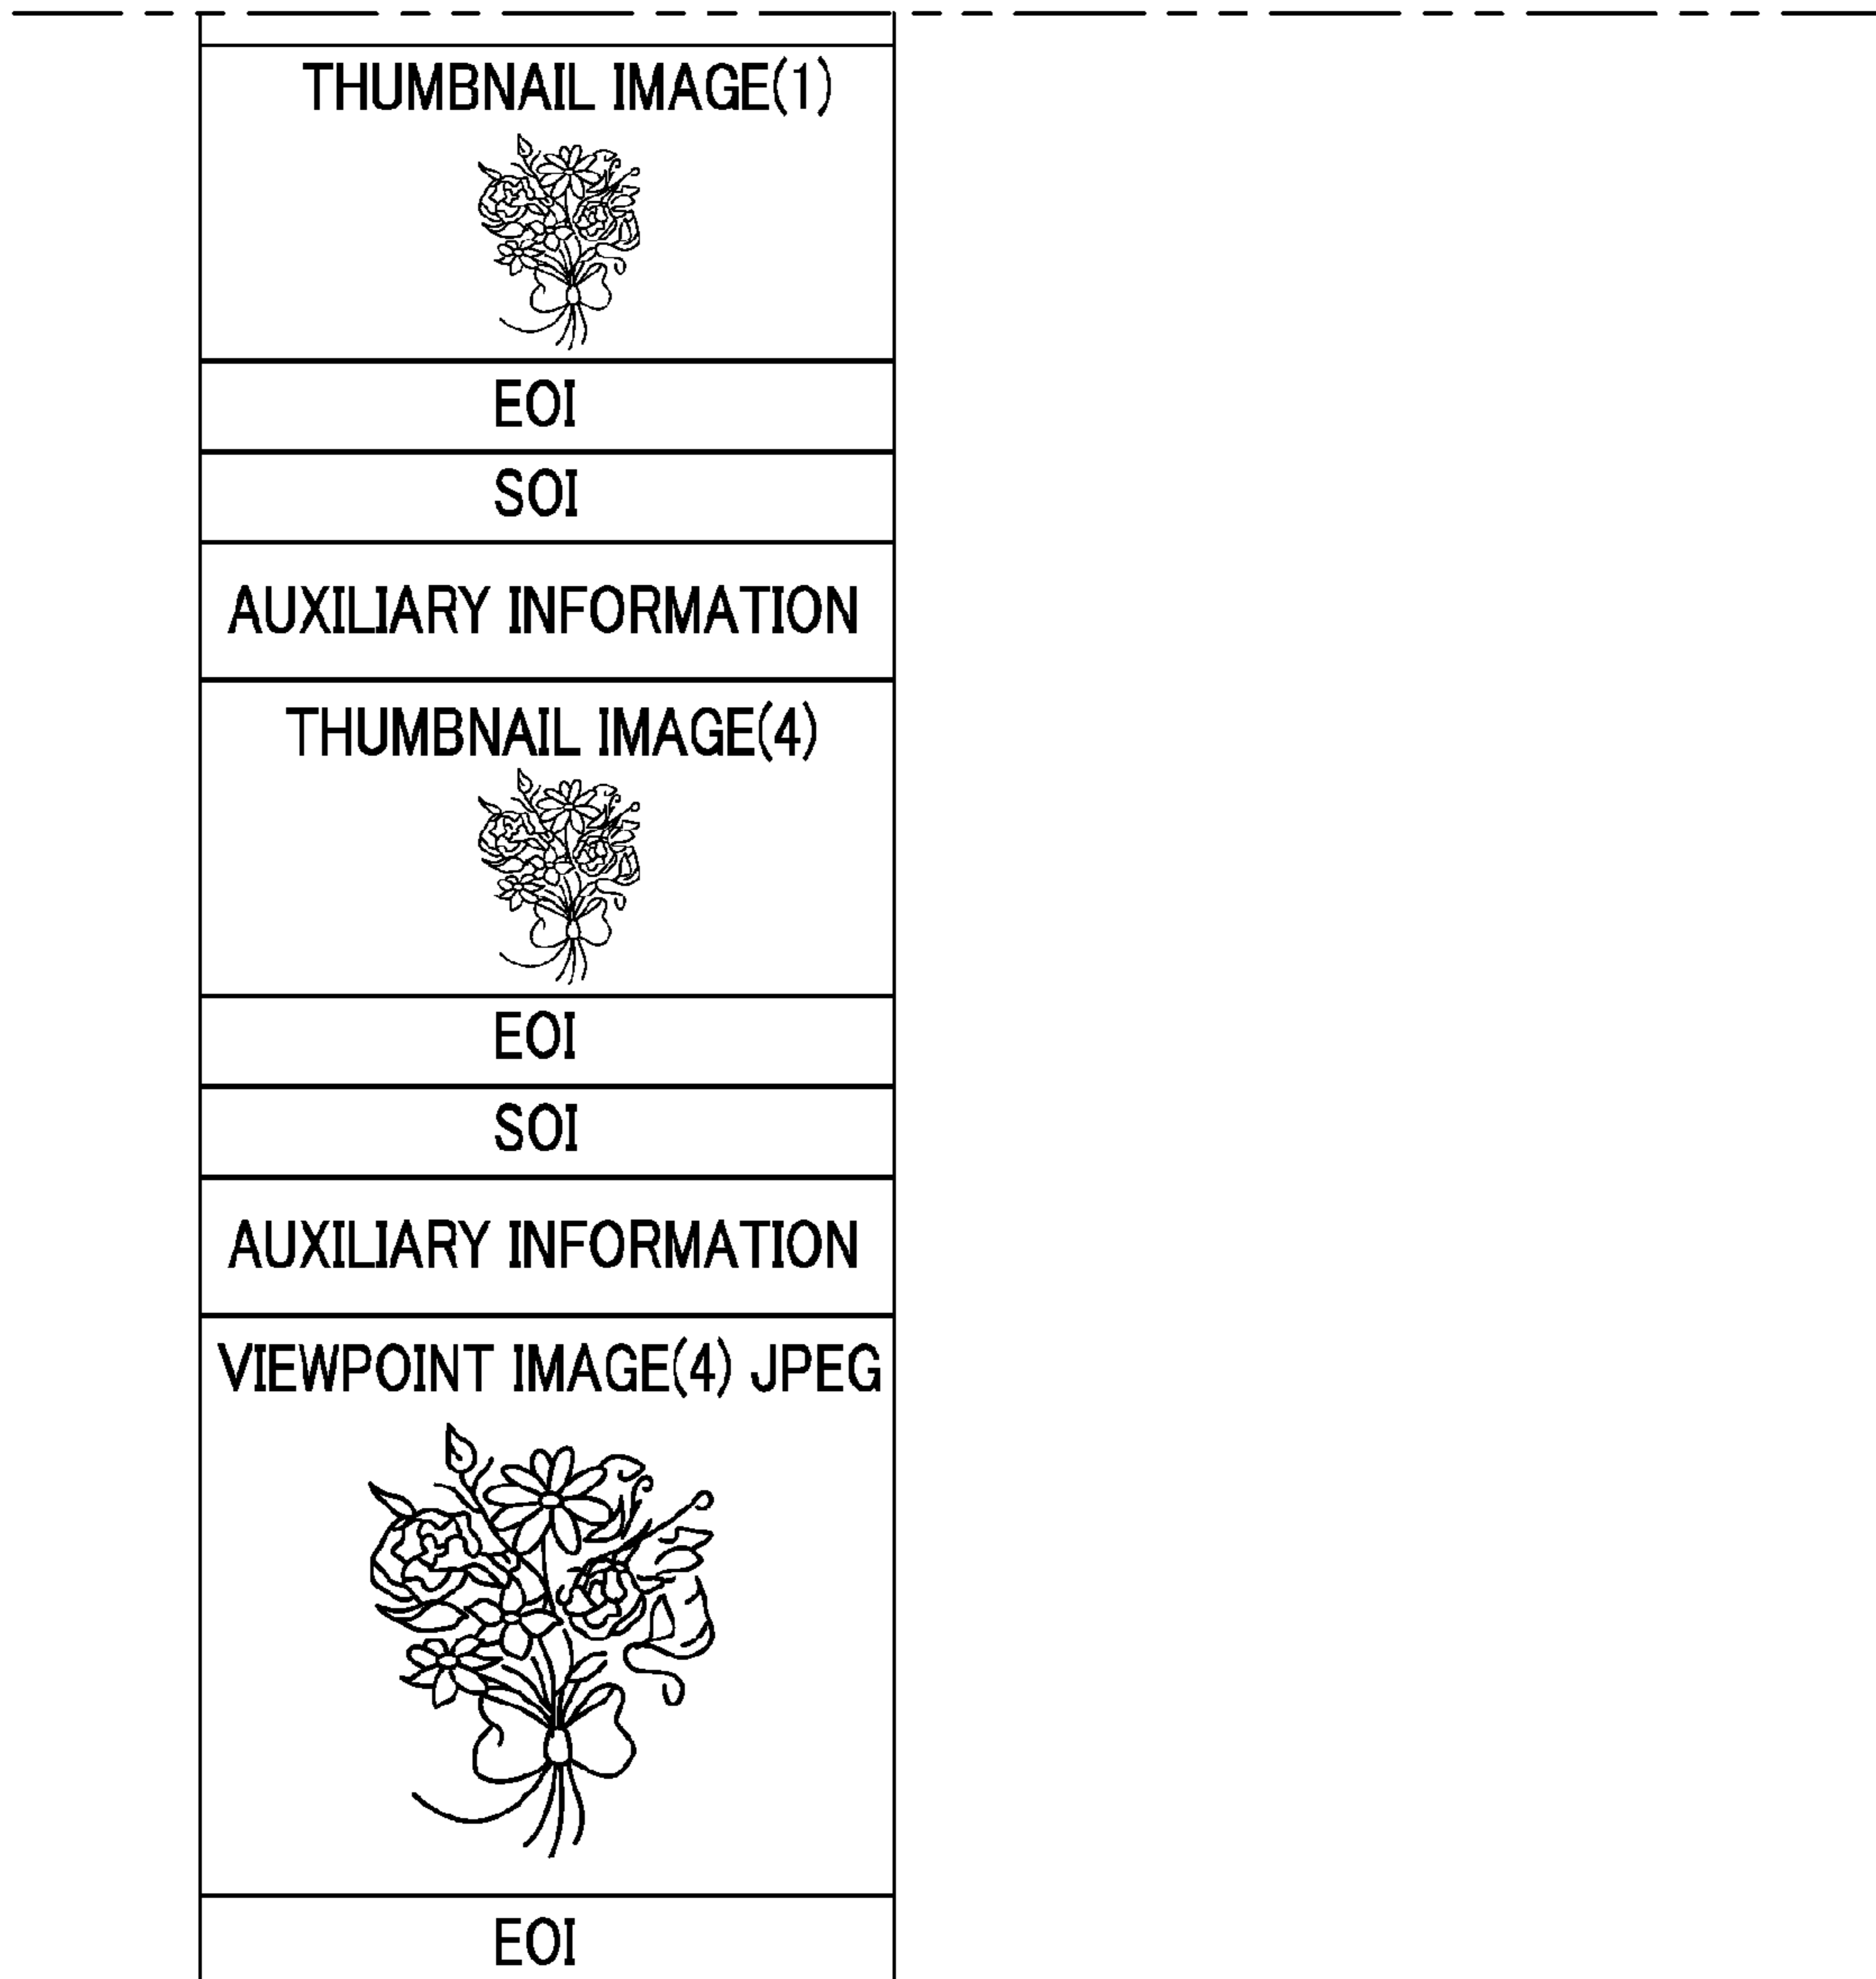 THUMBNAIL IMAGE(1)
EOI
SOI
AUXILIARY INFORMATION
THUMBNAIL IMAGE(4)
EOI
SOI
AUXILIARY INFORMATION
VIEWPOINT IMAGE(4) JPEG
EOI